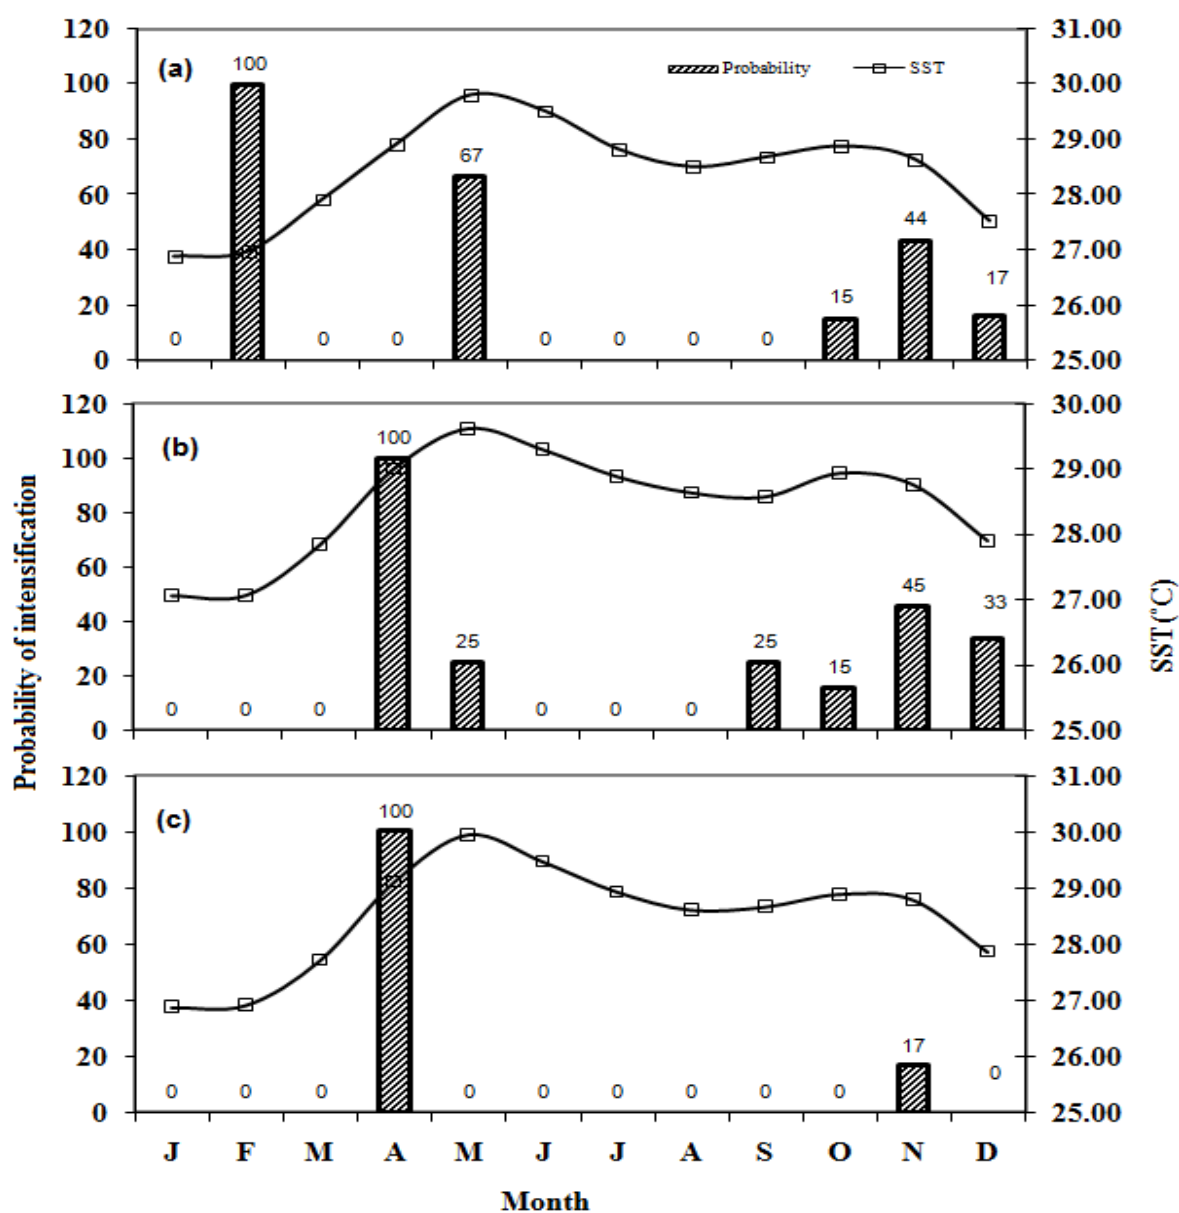 120 31.00
(a) 100 Probability SST
100 30.00
80 67 29.00
60 28.00
44
40 27.00
17
20 15 26.00
0 0 0 0 0 0 0
0 25.00
120 30.00
(b) 100
100 29.00
80 28.00
60 45 33
40 27.00
25 25 15
20 26.00
0 0 0 0 0 0
0 25.00
120 31.00
(c) 100
100 30.00
80 29.00
60 28.00
40 27.00
17
20 26.00
0 0 0 0 0 0 0 0 0 0
0 25.00
J F M A M J J A S O N D
Month
Probability of intensification
SST (°C)